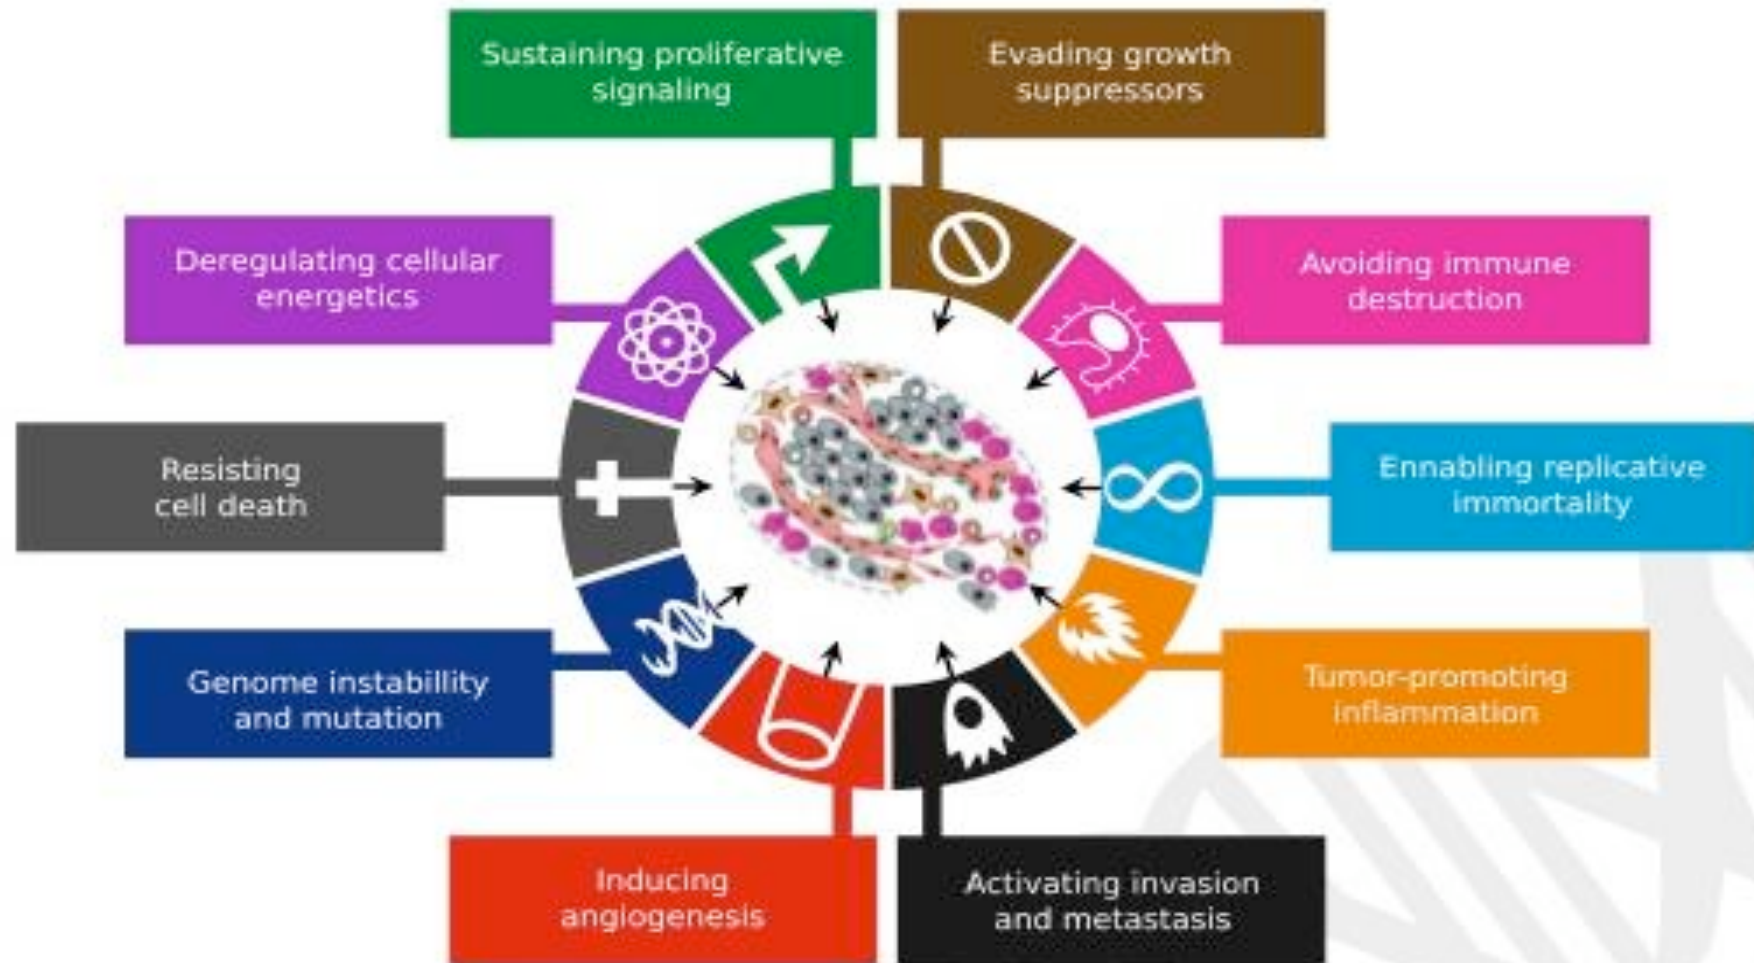 Sustaining proliferative
signaling
Evading growth
suppressors
Deregulating cellular
energetics
Avoiding immune
destruction
Resisting
cell death
Ennabling replicative
immortality
Genome instabillity
and mutation
Tumor-promoting
inflammation
Inducing
angiogenesis
Activating invasion
and metastasis